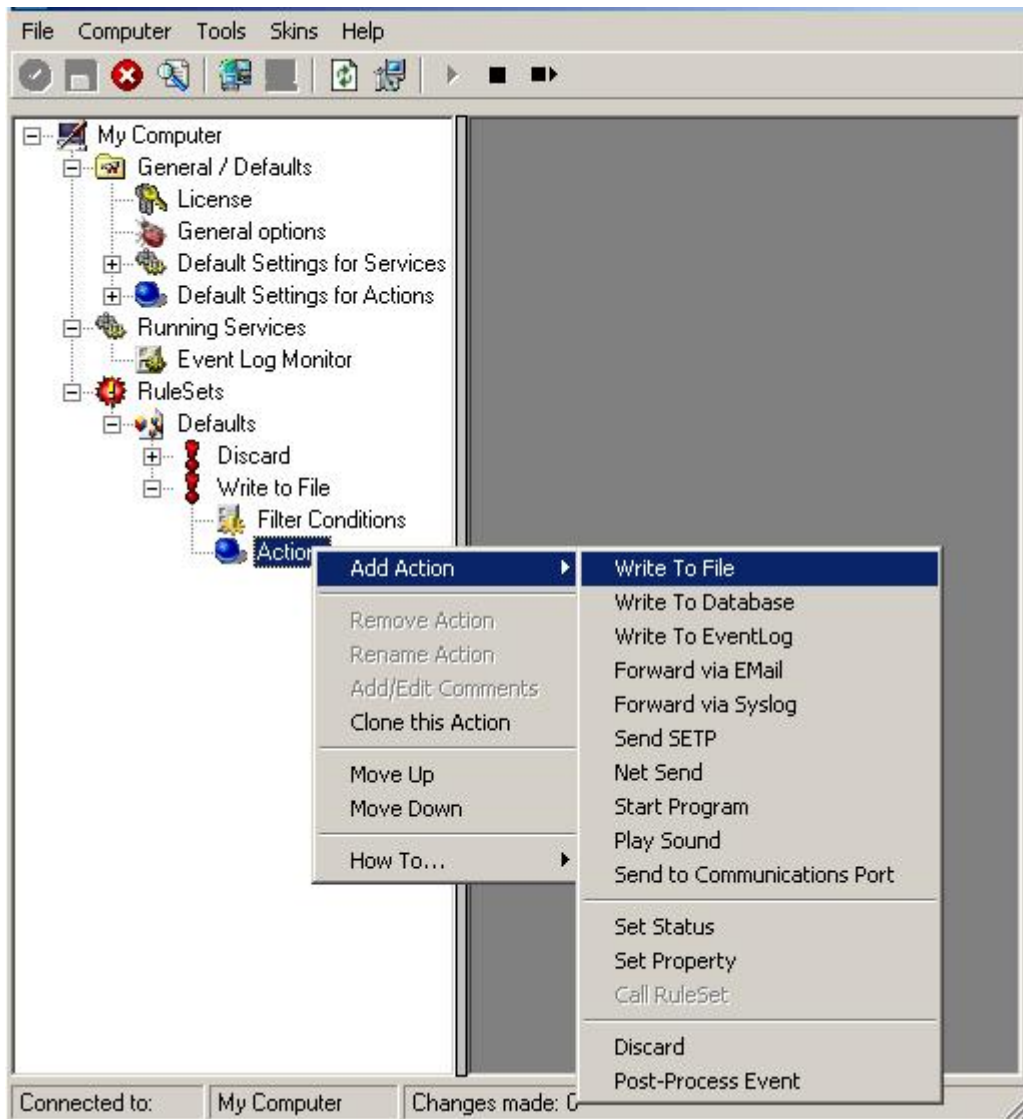 File Computer Tools Skins Help
My Computer
General / Defaults
License
General options
Default Settings for Services
Default Settings for Actions
Running Services
Event Log Monitor
RuleSets
Defaults
Discard
Write to File
Filter Conditions
Action
Add Action
Remove Action
Rename Action
Add/Edit Comments
Clone this Action
Move Up
Move Down
How To...
Write To File
Write To Database
Write To EventLog
Forward via EMail
Forward via Syslog
Send SETP
Net Send
Start Program
Play Sound
Send to Communications Port
Set Status
Set Property
Call RuleSet
Discard
Post-Process Event
Connected to: My Computer Changes made: 0